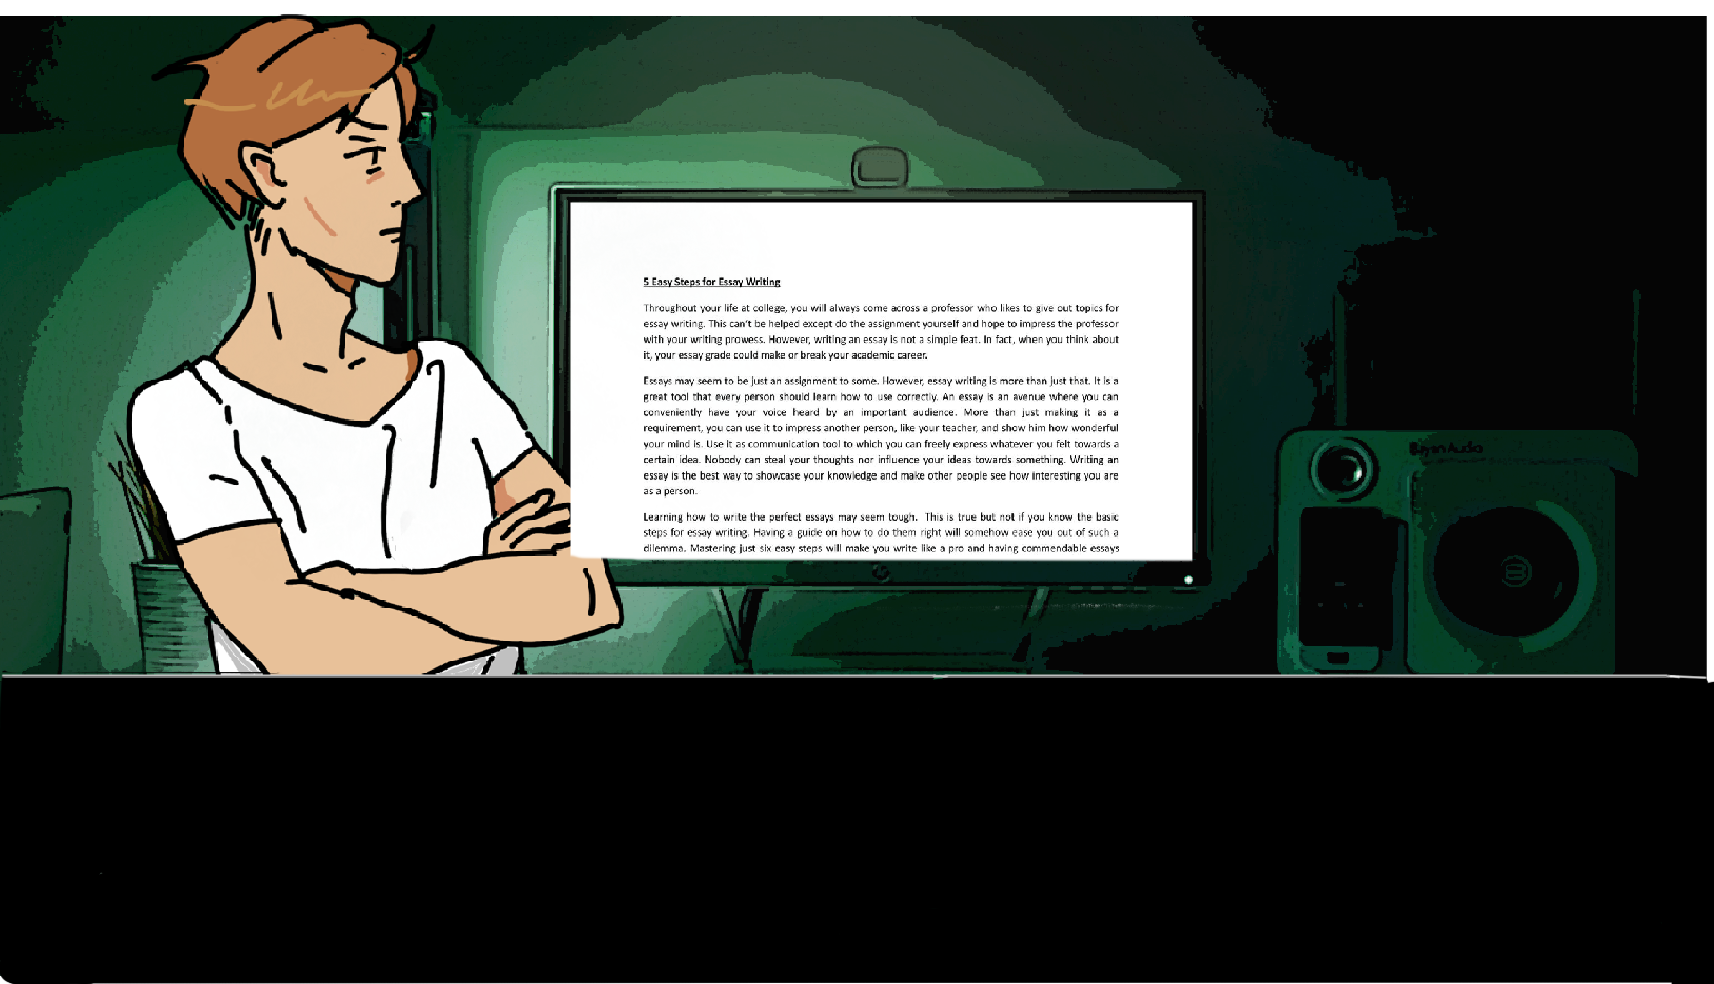 5 Easy Steps for Essay Writing
Throughout your life at college, you will always come across a professor who likes to give out topics for
essay writing. This can't be helped except do the assignment yourself and hope to impress the professor
with your writing prowess. However, writing an essay is not a simple feat. In fact, when you think about
it, your essay grade could make or break your academic career.
Essays may seem to be just an assignment to some. However, essay writing is more than just that. It is a
great tool that every person should learn how to use correctly. An essay is an avenue where you can
conveniently have your voice heard by an important audience. More than just making it as a
requirement, you can use it to impress another person, like your teacher, and show him how wonderful
your mind is. Use it as communication tool to which you can freely express whatever you felt towards a
certain idea. Nobody can steal your thoughts nor influence your ideas towards something. Writing an
essay is the best way to showcase your knowledge and make other people see how interesting you are
as a person.
Learning how to write the perfect essays may seem tough. This is true but not if you know the basic
steps for essay writing. Having a guide on how to do them right will somehow ease you out of such a
dilemma. Mastering just six easy steps will make you write like a pro and having commendable essays
Audio